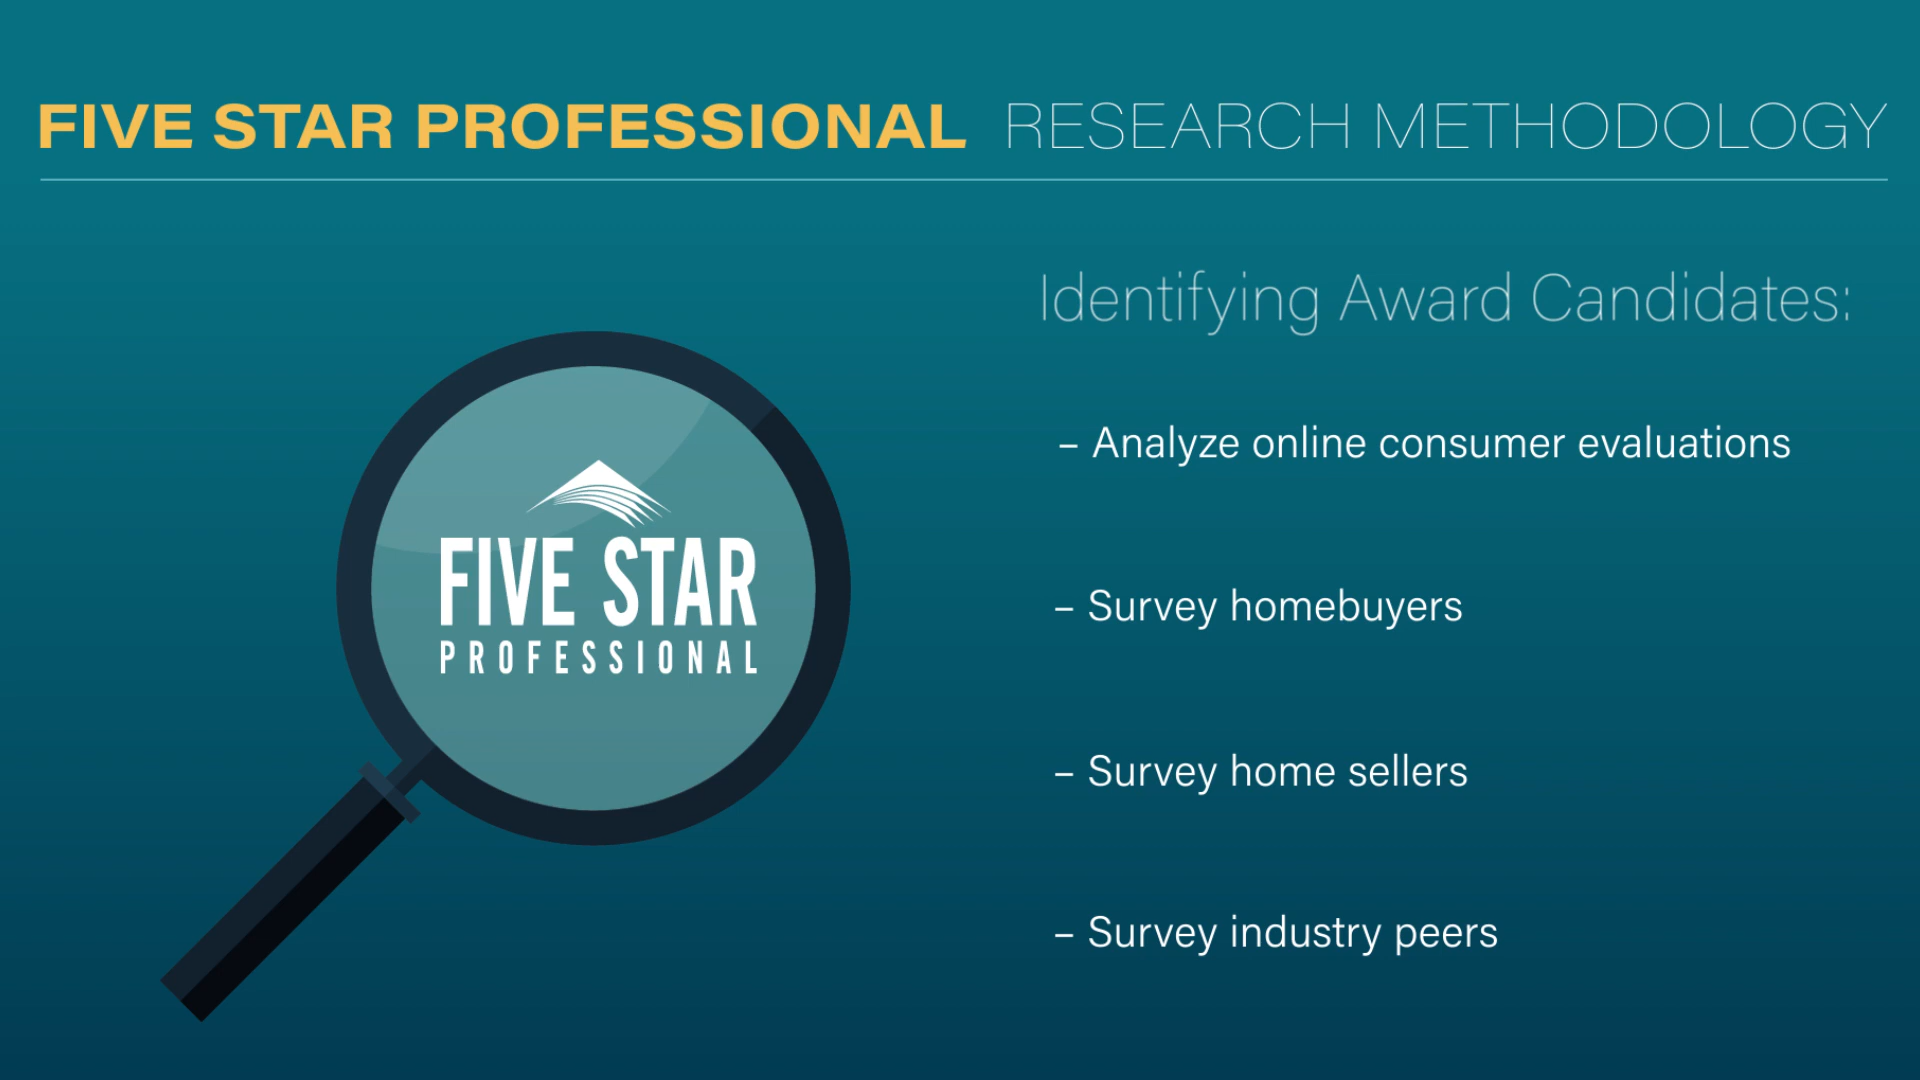 FIVE STAR PROFESSIONAL RESEARCH METHODOLOGY
Identifying Award Candidates:
– Analyze online consumer evaluations
– Survey homebuyers
– Survey home sellers
– Survey industry peers
FIVE STAR
PROFESSIONAL